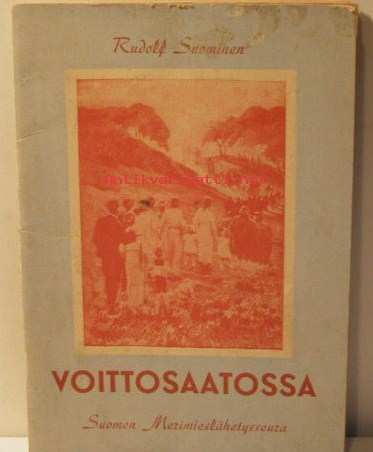 Rudolf Suominen
VOITTOSAATOSSA
Suomen Merimieslähetysseura